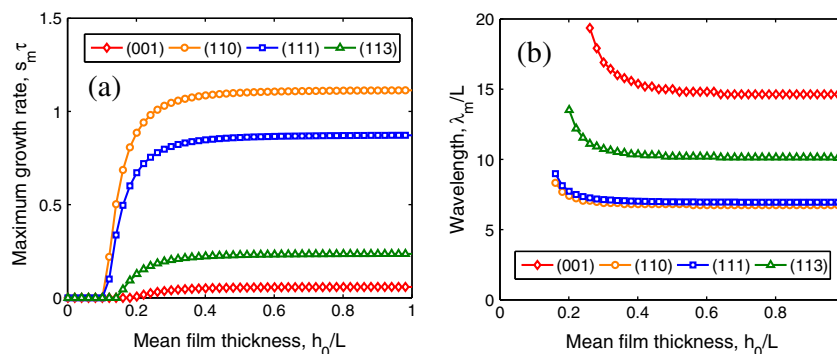 (a)
(001) (110) (111) (113)
Maximum growth rate, s_m τ
1.5
1
0.5
0
0 0.2 0.4 0.6 0.8 1
Mean film thickness, h_0/L
(b)
Wavelength, λ_m/L
20
15
10
5
0
(001) (110) (111) (113)
0 0.2 0.4 0.6 0.8
Mean film thickness, h_0/L